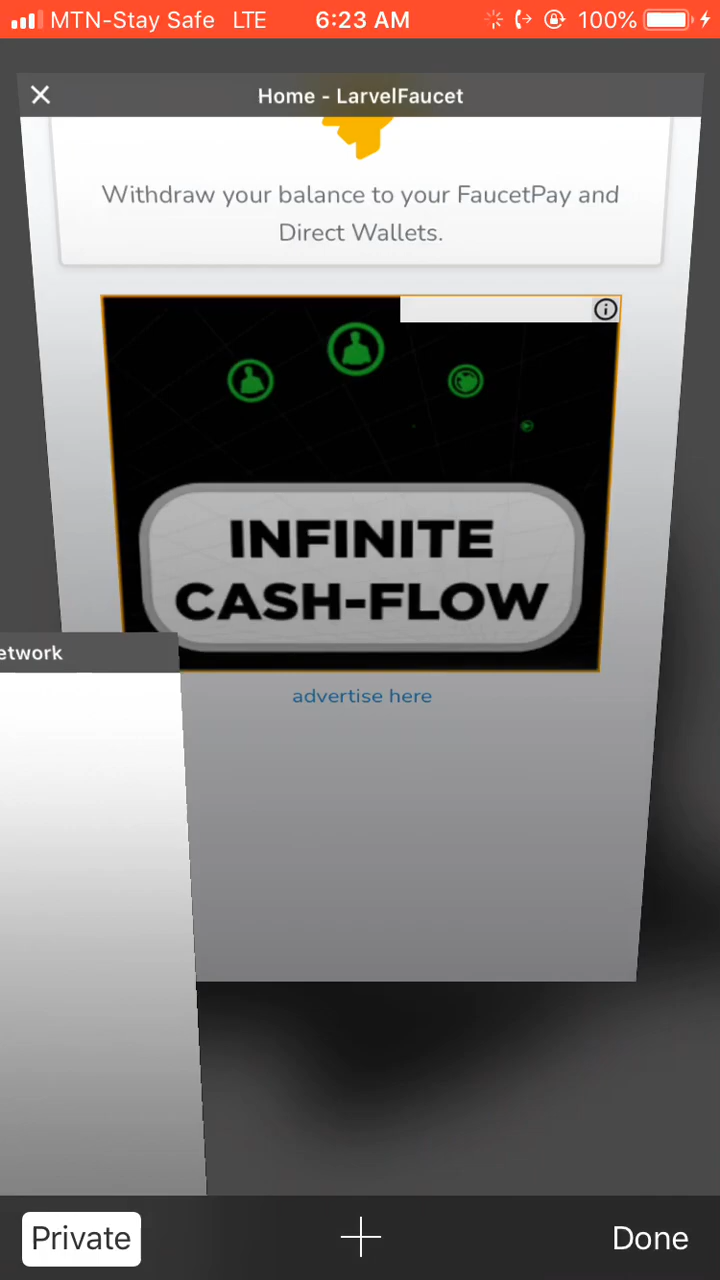 MTN-Stay Safe LTE 6:23 AM 100%
Home - LarvelFaucet
Withdraw your balance to your FaucetPay and
Direct Wallets.
INFINITE
CASH-FLOW
etwork
advertise here
Private
Done